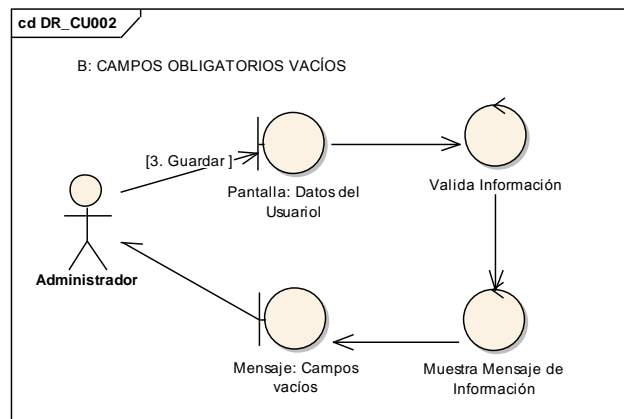 cd DR_CU002
B: CAMPOS OBLIGATORIOS VACÍOS
[3. Guardar ]
Pantalla: Datos del
Usuariol
Valida Información
Administrador
Mensaje: Campos
vacíos
Muestra Mensaje de
Información